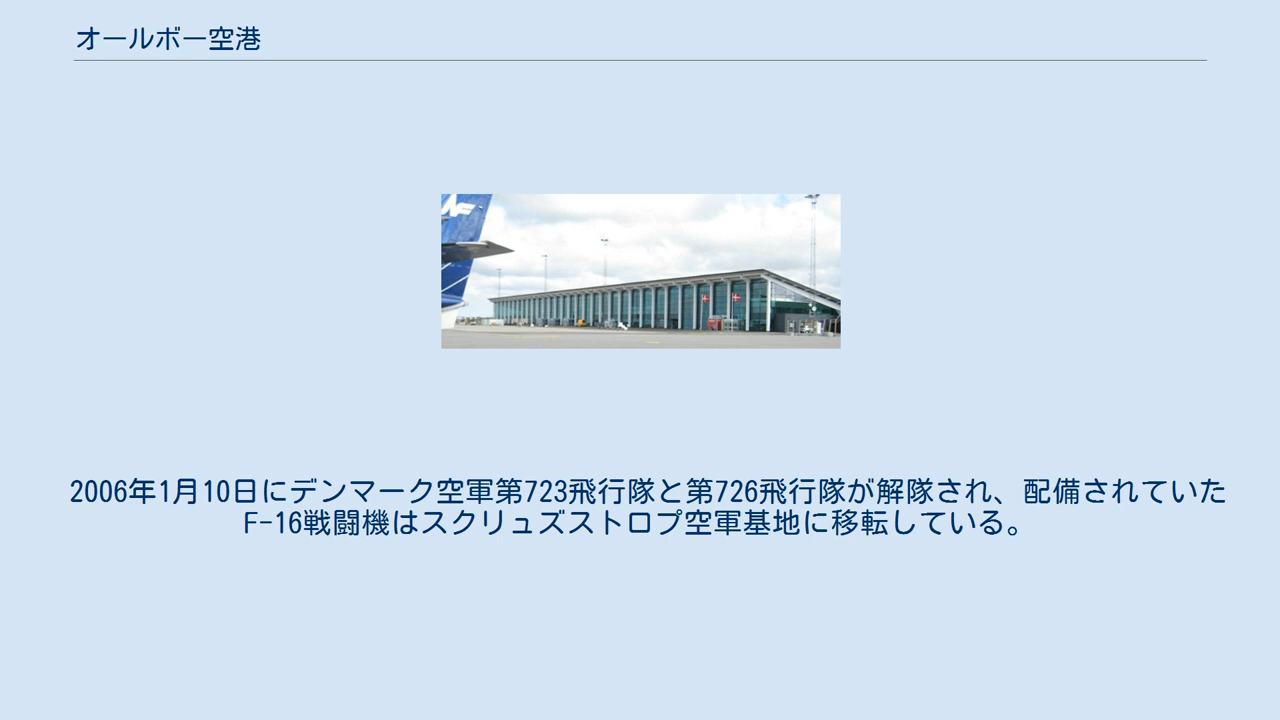 オールボー空港
2006年1月10日にデンマーク空軍第723飛行隊と第726飛行隊が解隊され、配備されていた
F-16戦闘機はスクリュズストロプ空軍基地に移転している。